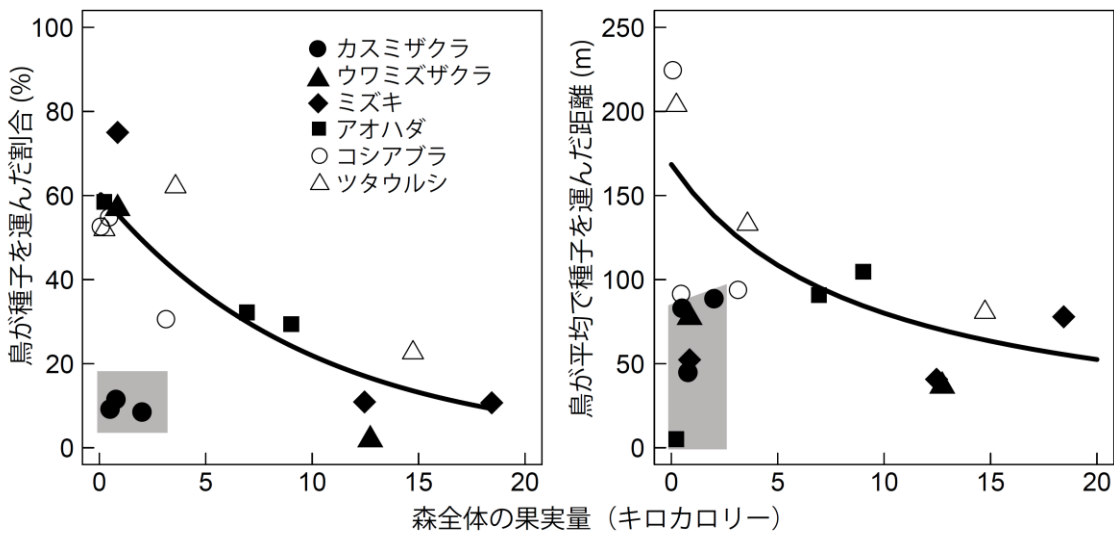 鳥が種子を運んだ割合 (%)
100
80
60
40
20
0
カスミザクラ
ウワミズザクラ
ミズキ
アオハダ
コシアブラ
ツタウルシ
0 5 10 15 20
鳥が平均で種子を運んだ距離 (m)
250
200
150
100
50
0
0 5 10 15 20
森全体の果実量（キロカロリー）